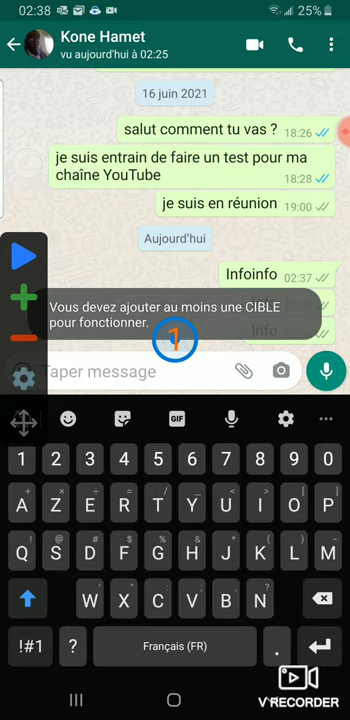 02:38
25%
Kone Hamet
vu aujourd'hui à 02:25
16 juin 2021
salut comment tu vas ? 18:26
je suis entrain de faire un test pour ma
chaîne YouTube 18:28
je suis en réunion 19:00
Aujourd'hui
Infoinfo 02:37
Vous devez ajouter au moins une CIBLE
pour fonctionner.
1
Info
Taper message
GIF
1 2 3 4 5 6 7 8 9 0
A Z E R T Y U I O P
Q S D F G H J K L M
W X C V B N
!#1 ? Français (FR) .
VRECORDER